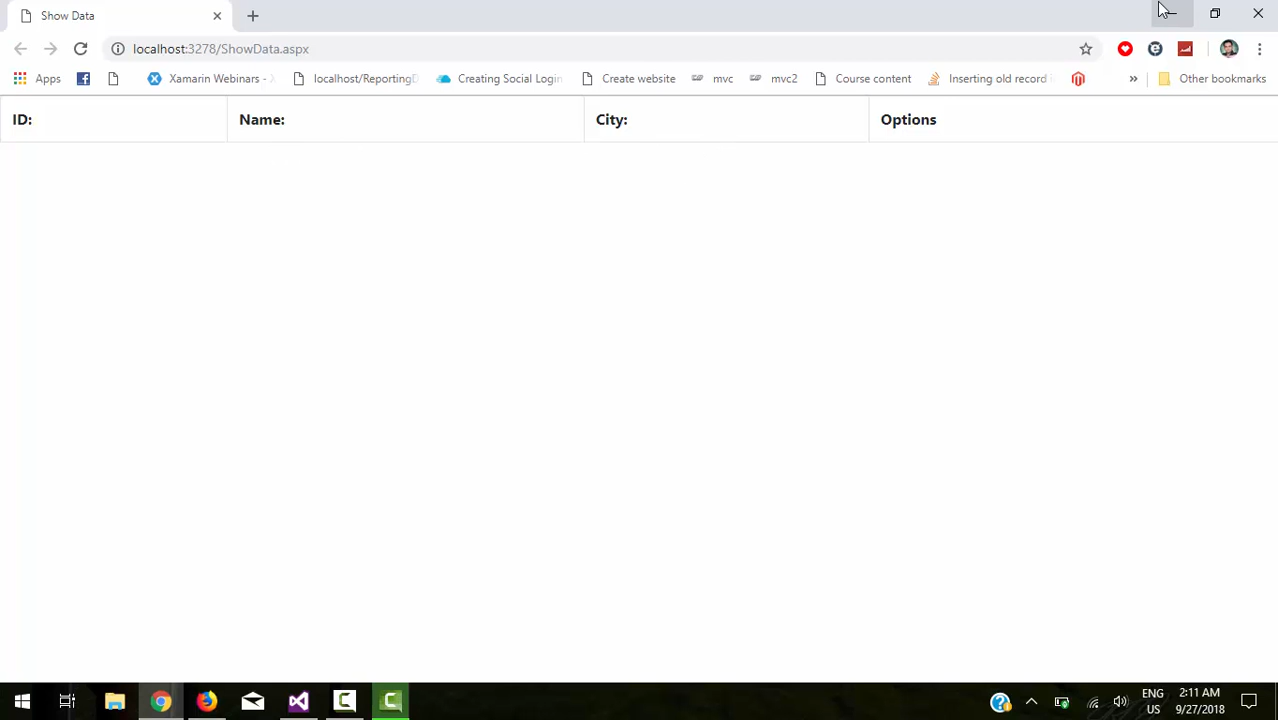 Show Data
localhost:3278/ShowData.aspx
Apps
Xamarin Webinars -
localhost/Reporting
Creating Social Login
Create website
mvc
mvc2
Course content
Inserting old record
»
Other bookmarks
ID:
Name:
City:
Options
ENG
US
2:11 AM
9/27/2018